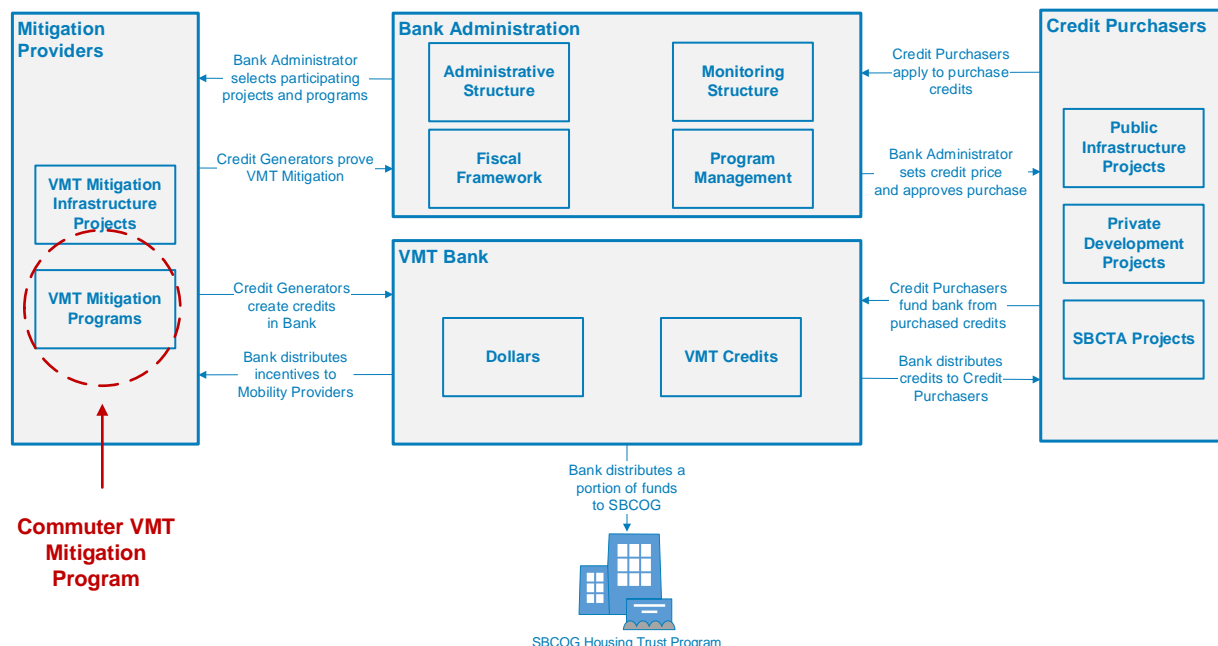 Mitigation
Providers
Bank Administrator
selects participating
projects and programs
Credit Generators prove
VMT Mitigation
VMT Mitigation
Infrastructure
Projects
VMT Mitigation
Programs
Credit Generators
create credits
in Bank
Bank distributes
incentives to
Mobility Providers
Commuter VMT
Mitigation
Program
Bank Administration
Administrative
Structure
Monitoring
Structure
Fiscal
Framework
Program
Management
VMT Bank
Dollars
VMT Credits
Bank distributes a
portion of funds
to SBCOG
SBCOG Housing Trust Program
Credit Purchasers
apply to purchase
credits
Bank Administrator
sets credit price
and approves purchase
Credit Purchasers
fund bank from
purchased credits
Bank distributes
credits to Credit
Purchasers
Credit Purchasers
Public
Infrastructure
Projects
Private
Development
Projects
SBCTA Projects